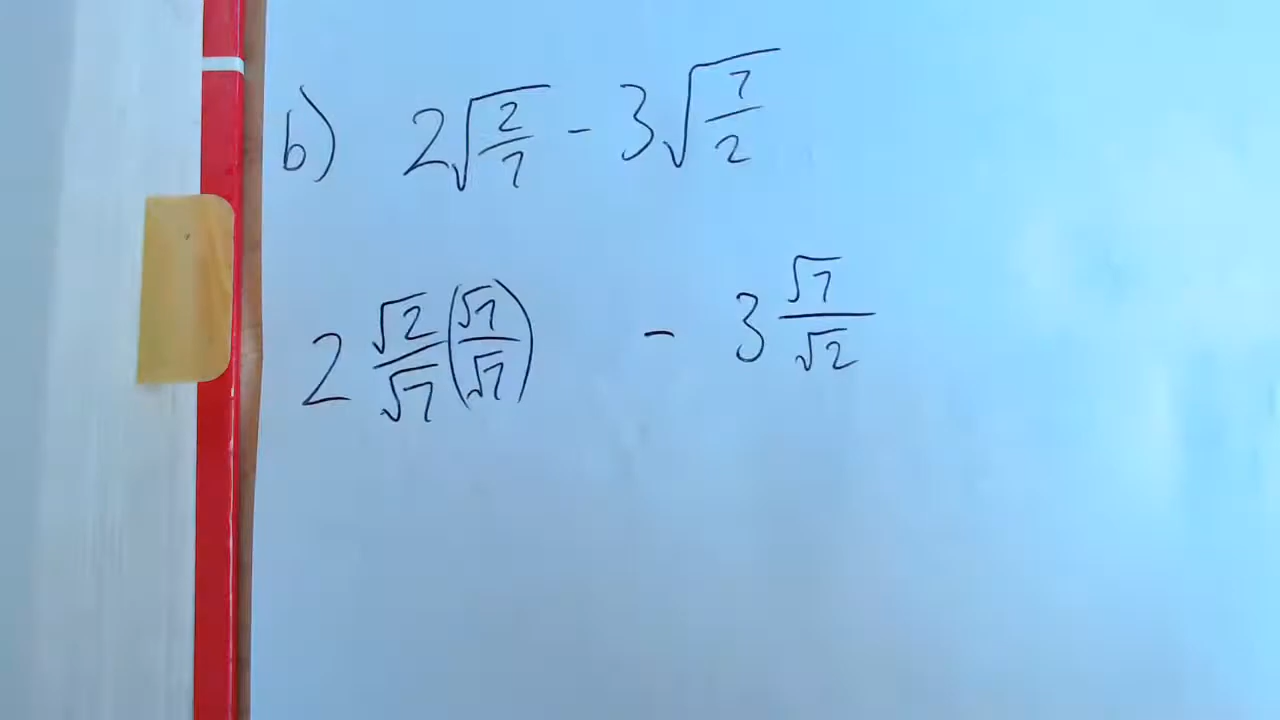 b) 2√(2/7) - 3√(7/2)
2 √2/√7 (√7/√7) - 3 √7/√2